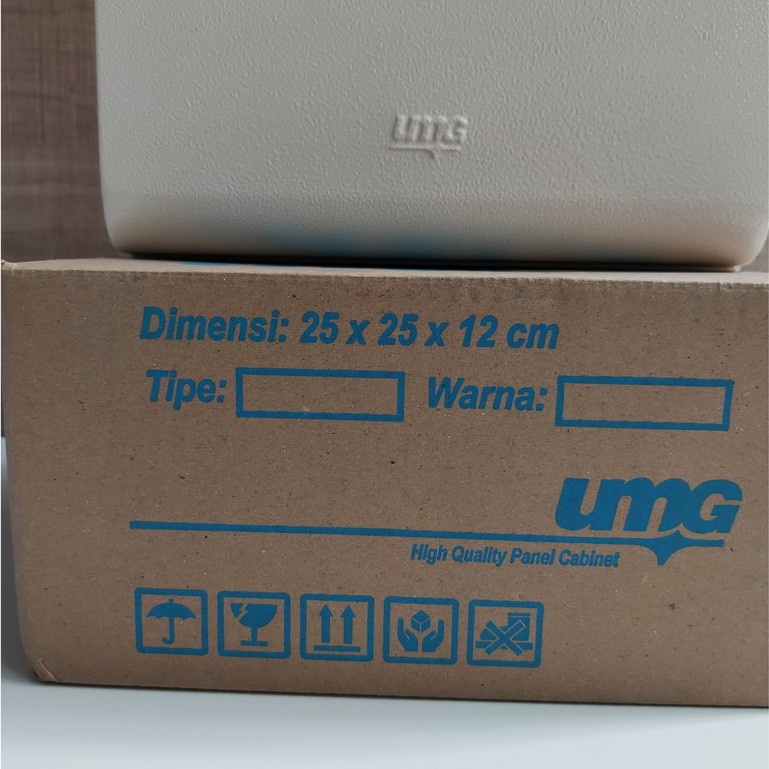 umG
Dimensi: 25 x 25 x 12 cm
Tipe: Warna:
umG
High Quality Panel Cabinet